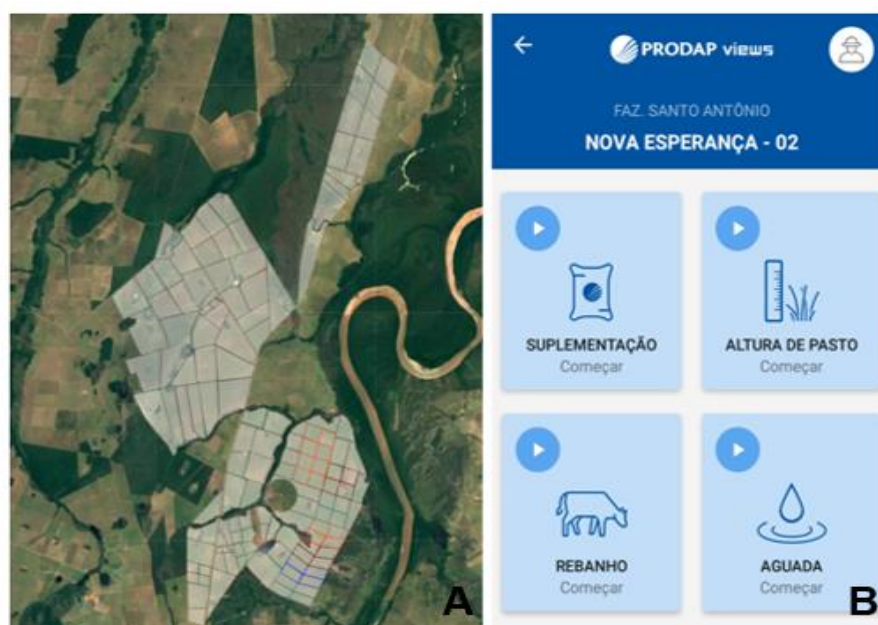 PRODAP views
FAZ. SANTO ANTÔNIO
NOVA ESPERANÇA - 02
SUPLEMENTAÇÃO
Começar
ALTURA DE PASTO
Começar
REBANHO
Começar
AGUADA
Começar
A
B